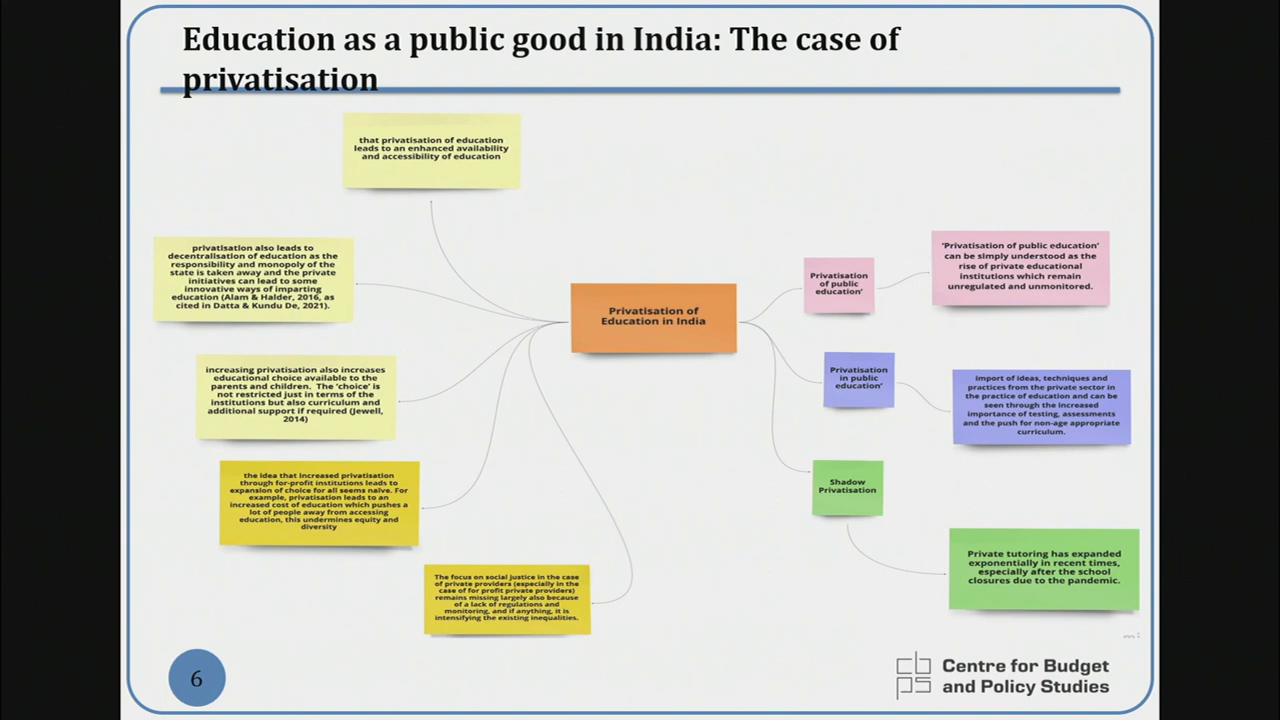 Education as a public good in India: The case of
privatisation
that privatisation of education
leads to an enhanced availability
and accessibility of education
privatisation also leads to
decentralisation of education as the
responsibility and monopoly of the
state is taken away and the private
initiatives can lead to some
innovative ways of imparting
education (Alam & Halder, 2016, as
cited in Datta & Kundu De, 2021).
increasing privatisation also increases
educational choice available to the
parents and children. The 'choice' is
not restricted just in terms of the
institutions but also curriculum and
additional support if required (Jewell,
2014)
the idea that increased privatisation
through for-profit institutions leads to
expansion of choice for all seems naïve. For
example, privatisation leads to an
increased cost of education which pushes a
lot of people away from accessing
education, this undermines equity and
diversity
The focus on social justice in the case
of private providers (especially in the
case of for profit private providers)
remains missing largely also because
of a lack of regulations and
monitoring, and if anything, it is
intensifying the existing inequalities.
Privatisation of
Education in India
Privatisation
of public
education'
'Privatisation of public education'
can be simply understood as the
rise of private educational
institutions which remain
unregulated and unmonitored.
Privatisation
in public
education'
Import of ideas, techniques and
practices from the private sector in
the practice of education and can be
seen through the increased
importance of testing, assessments
and the push for non-age appropriate
curriculum.
Shadow
Privatisation
Private tutoring has expanded
exponentially in recent times,
especially after the school
closures due to the pandemic.
6
cbps
Centre for Budget
and Policy Studies